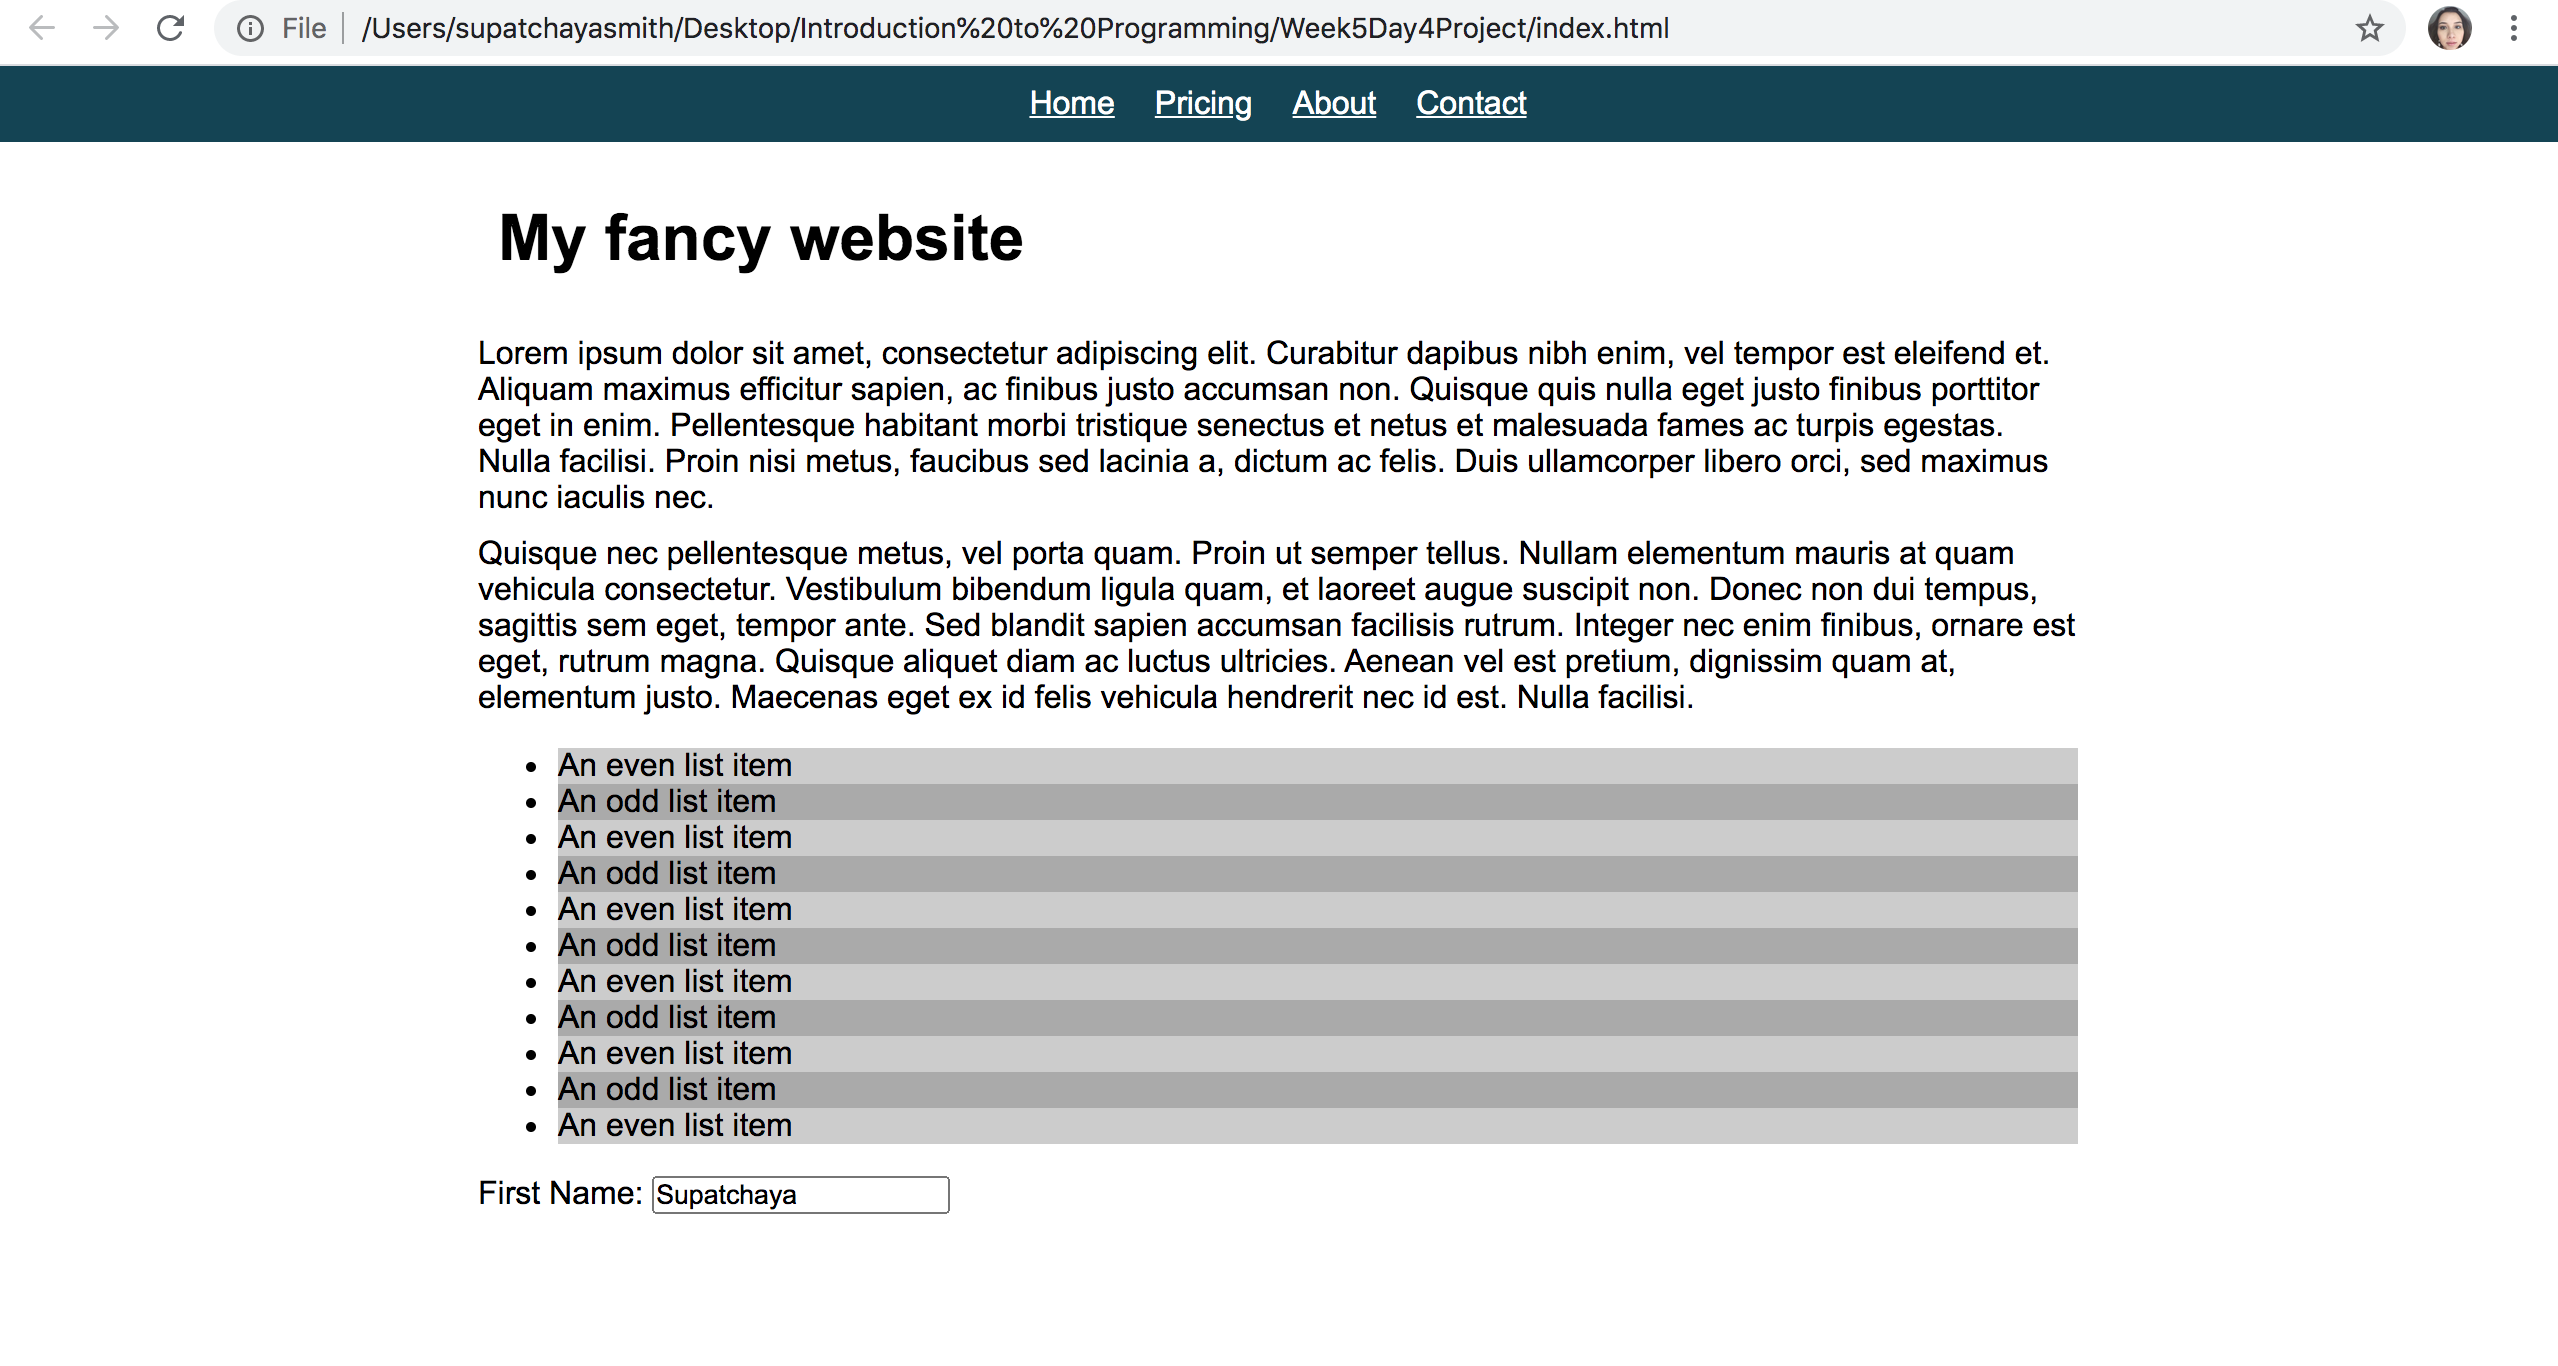 File /Users/supatchayasmith/Desktop/Introduction%20to%20Programming/Week5Day4Project/index.html
Home Pricing About Contact
My fancy website
Lorem ipsum dolor sit amet, consectetur adipiscing elit. Curabitur dapibus nibh enim, vel tempor est eleifend et.
Aliquam maximus efficitur sapien, ac finibus justo accumsan non. Quisque quis nulla eget justo finibus porttitor
eget in enim. Pellentesque habitant morbi tristique senectus et netus et malesuada fames ac turpis egestas.
Nulla facilisi. Proin nisi metus, faucibus sed lacinia a, dictum ac felis. Duis ullamcorper libero orci, sed maximus
nunc iaculis nec.
Quisque nec pellentesque metus, vel porta quam. Proin ut semper tellus. Nullam elementum mauris at quam
vehicula consectetur. Vestibulum bibendum ligula quam, et laoreet augue suscipit non. Donec non dui tempus,
sagittis sem eget, tempor ante. Sed blandit sapien accumsan facilisis rutrum. Integer nec enim finibus, ornare est
eget, rutrum magna. Quisque aliquet diam ac luctus ultricies. Aenean vel est pretium, dignissim quam at,
elementum justo. Maecenas eget ex id felis vehicula hendrerit nec id est. Nulla facilisi.
• An even list item
• An odd list item
• An even list item
• An odd list item
• An even list item
• An odd list item
• An even list item
• An odd list item
• An even list item
• An odd list item
• An even list item
First Name: Supatchaya